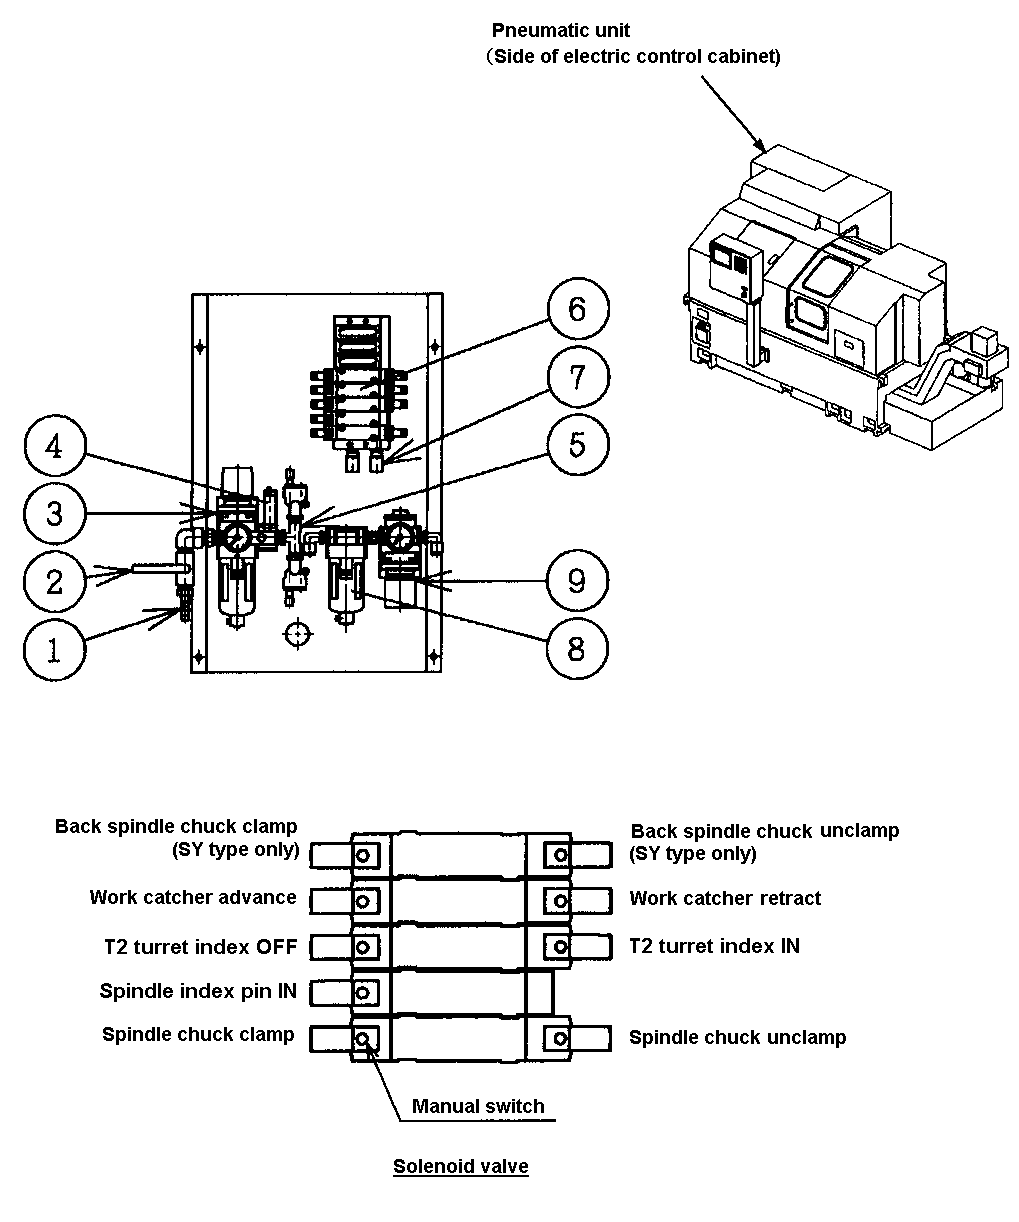 Pneumatic unit
(Side of electric control cabinet)
6
7
4
5
3
2
9
1
8
Back spindle chuck clamp
(SY type only)
Back spindle chuck unclamp
(SY type only)
Work catcher advance
Work catcher retract
T2 turret index OFF
T2 turret index IN
Spindle index pin IN
Spindle chuck clamp
Spindle chuck unclamp
Manual switch
Solenoid valve